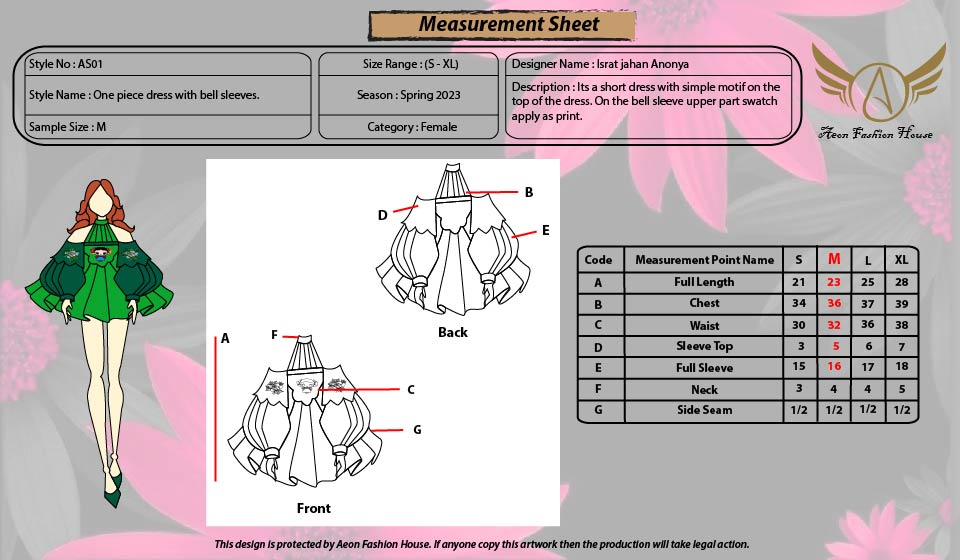 Measurement Sheet
Style No : AS01
Style Name : One piece dress with bell sleeves.
Sample Size : M
Size Range : (S - XL)
Season : Spring 2023
Category : Female
Designer Name : Israt jahan Anonya
Description : Its a short dress with simple motif on the
top of the dress. On the bell sleeve upper part swatch
apply as print.
A
Aeon Fashion House
B
D
E
Back
A
F
C
G
Front
Code Measurement Point Name S M L XL
A Full Length 21 23 25 28
B Chest 34 36 37 39
C Waist 30 32 36 38
D Sleeve Top 3 5 6 7
E Full Sleeve 15 16 17 18
F Neck 3 4 4 5
G Side Seam 1/2 1/2 1/2 1/2
This design is protected by Aeon Fashion House. If anyone copy this artwork then the production will take legal action.